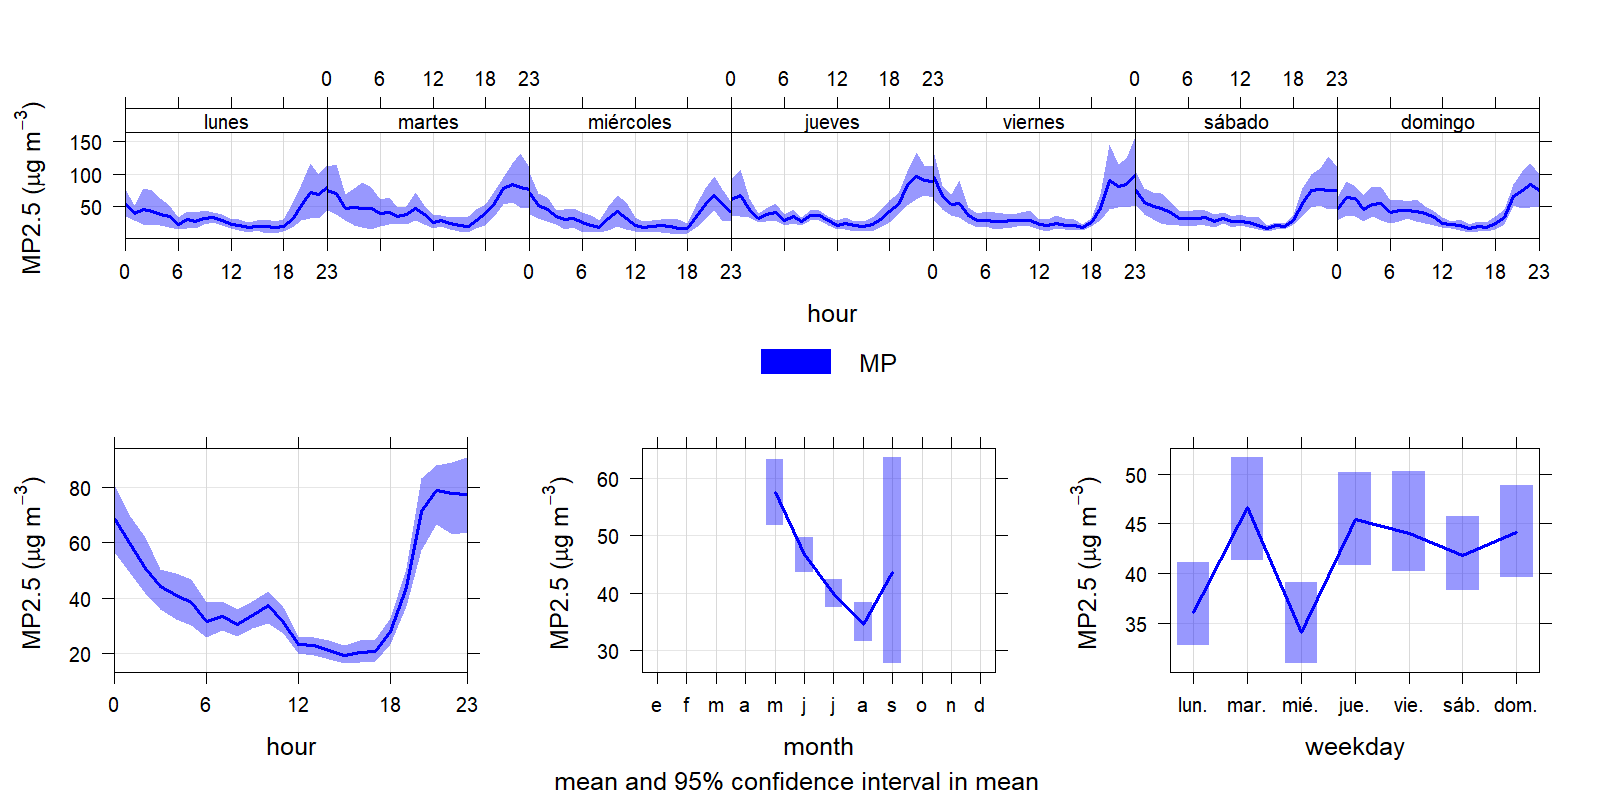 0 6 12 18 23 0 6 12 18 23 0 6 12 18 23
lunes martes miércoles jueves viernes sábado domingo
MP2.5 (μg m−3)
150
100
50
0 6 12 18 23 0 6 12 18 23 0 6 12 18 23 0 6 12 18 23
hour
MP
MP2.5 (μg m−3)
80
60
40
20
0 6 12 18 23
hour
MP2.5 (μg m−3)
60
50
40
30
e f m a m j j a s o n d
month
MP2.5 (μg m−3)
50
45
40
35
lun. mar. mié. jue. vie. sáb. dom.
weekday
mean and 95% confidence interval in mean